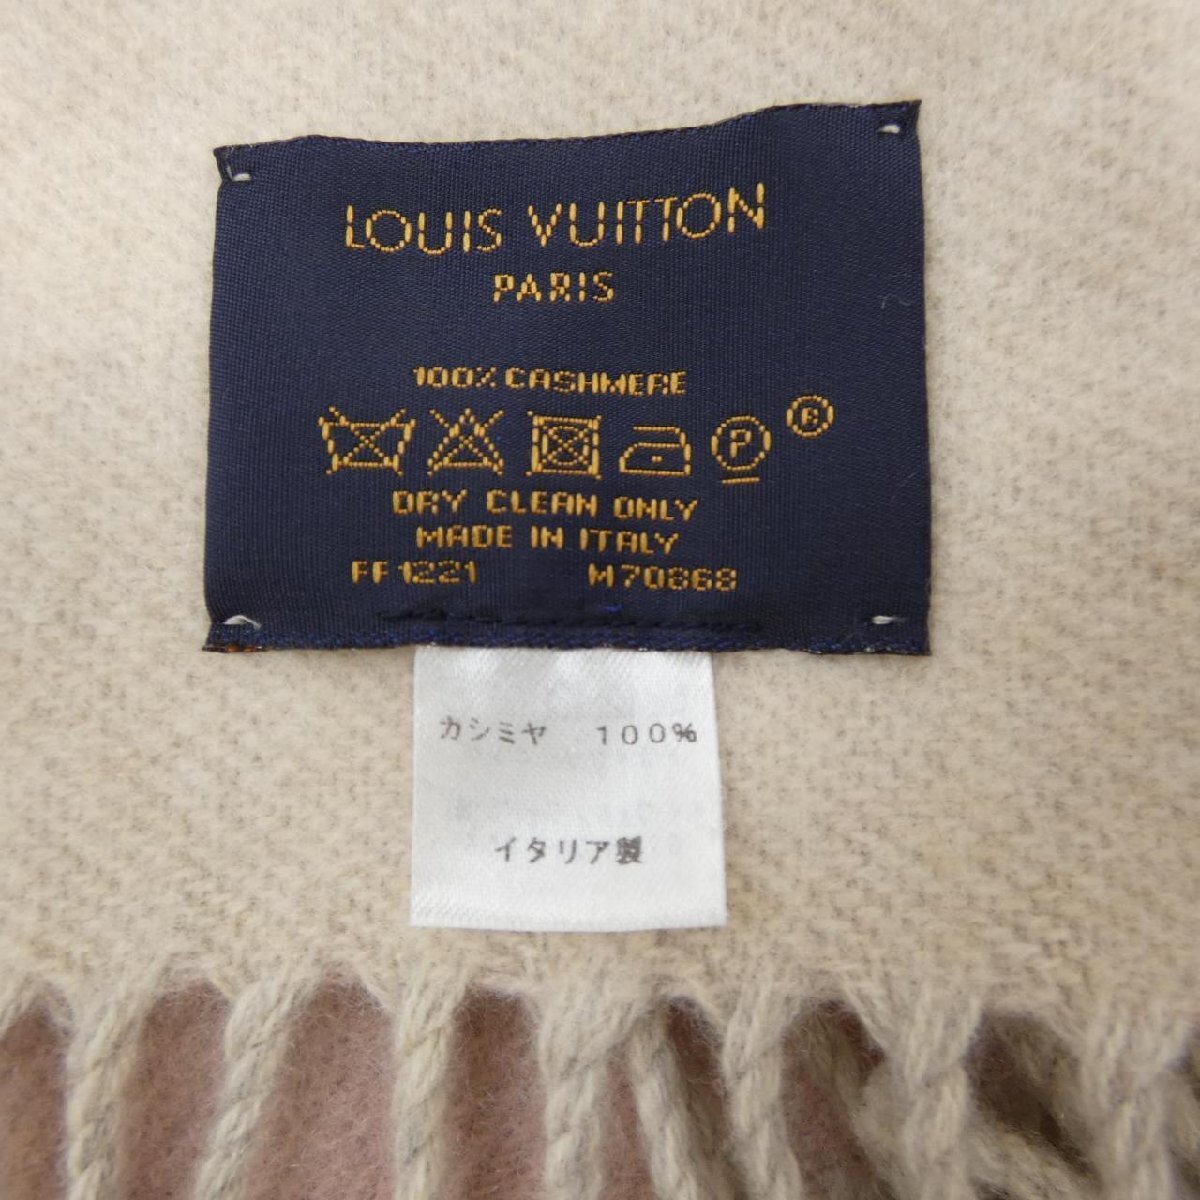 LOUIS VUITTON
PARIS
100% CASHMERE
P ®
DRY CLEAN ONLY
MADE IN ITALY
FF1221 M70868
カシミヤ 100%
イタリア製